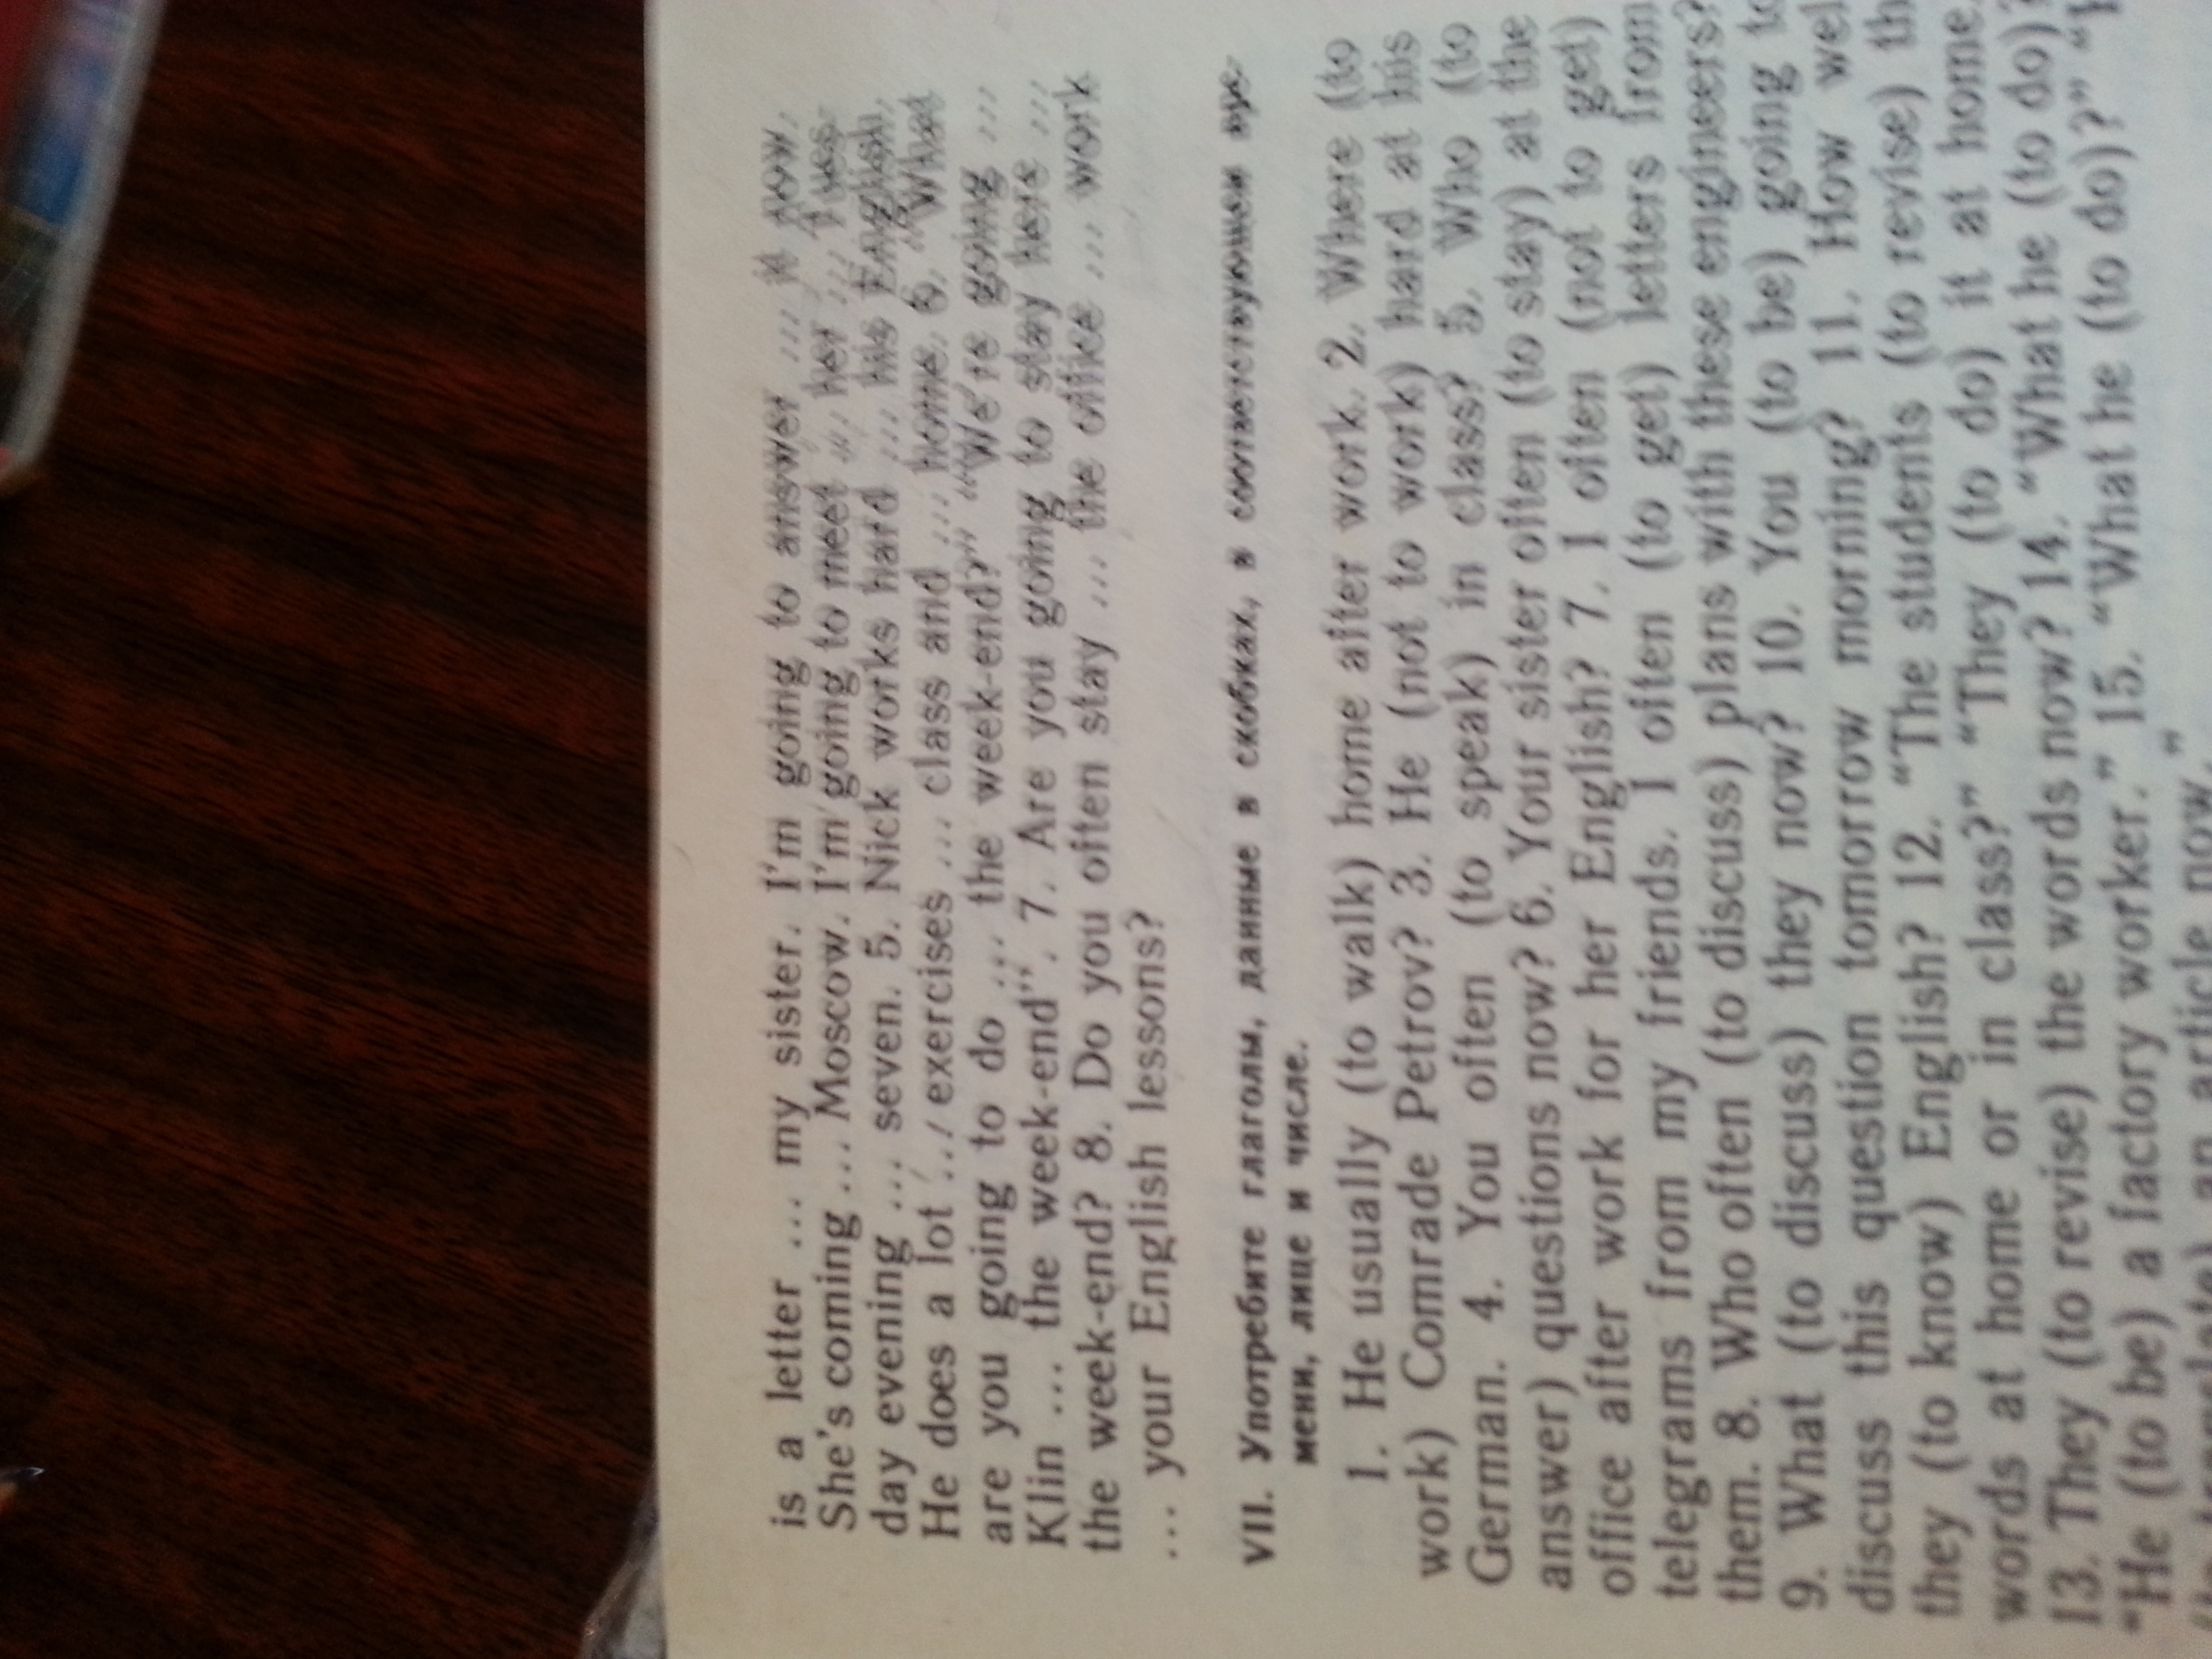 is a letter ... my sister. I'm going to answer ... it now.
She's coming ... Moscow. I'm going to meet ... her ... Tues-
day evening ... seven. 5. Nick works hard ... his English.
He does a lot ... exercises ... class and ... home. 6. "What
are you going to do ... the week-end?" "We're going ...
Klin ... the week-end". 7. Are you going to stay here ...
the week-end? 8. Do you often stay ... the office ... work
... your English lessons?
VII. Употребите глаголы, данные в скобках, в соответствующем вре-
мени, лице и числе.
1. He usually (to walk) home after work. 2. Where (to
work) Comrade Petrov? 3. He (not to work) hard at his
German. 4. You often (to speak) in class? 5. Who (to
answer) questions now? 6. Your sister often (to stay) at the
office after work for her English? 7. I often (not to get)
telegrams from my friends. I often (to get) letters from
them. 8. Who often (to discuss) plans with these engineers?
9. What (to discuss) they now? 10. You (to be) going to
discuss this question tomorrow morning? 11. How wel
they (to know) English? 12. "The students (to revise) th
words at home or in class?" "They (to do) it at home.
13. They (to revise) the words now? 14. "What he (to do)?
"He (to be) a factory worker." 15. "What he (to do)?"
an article now."